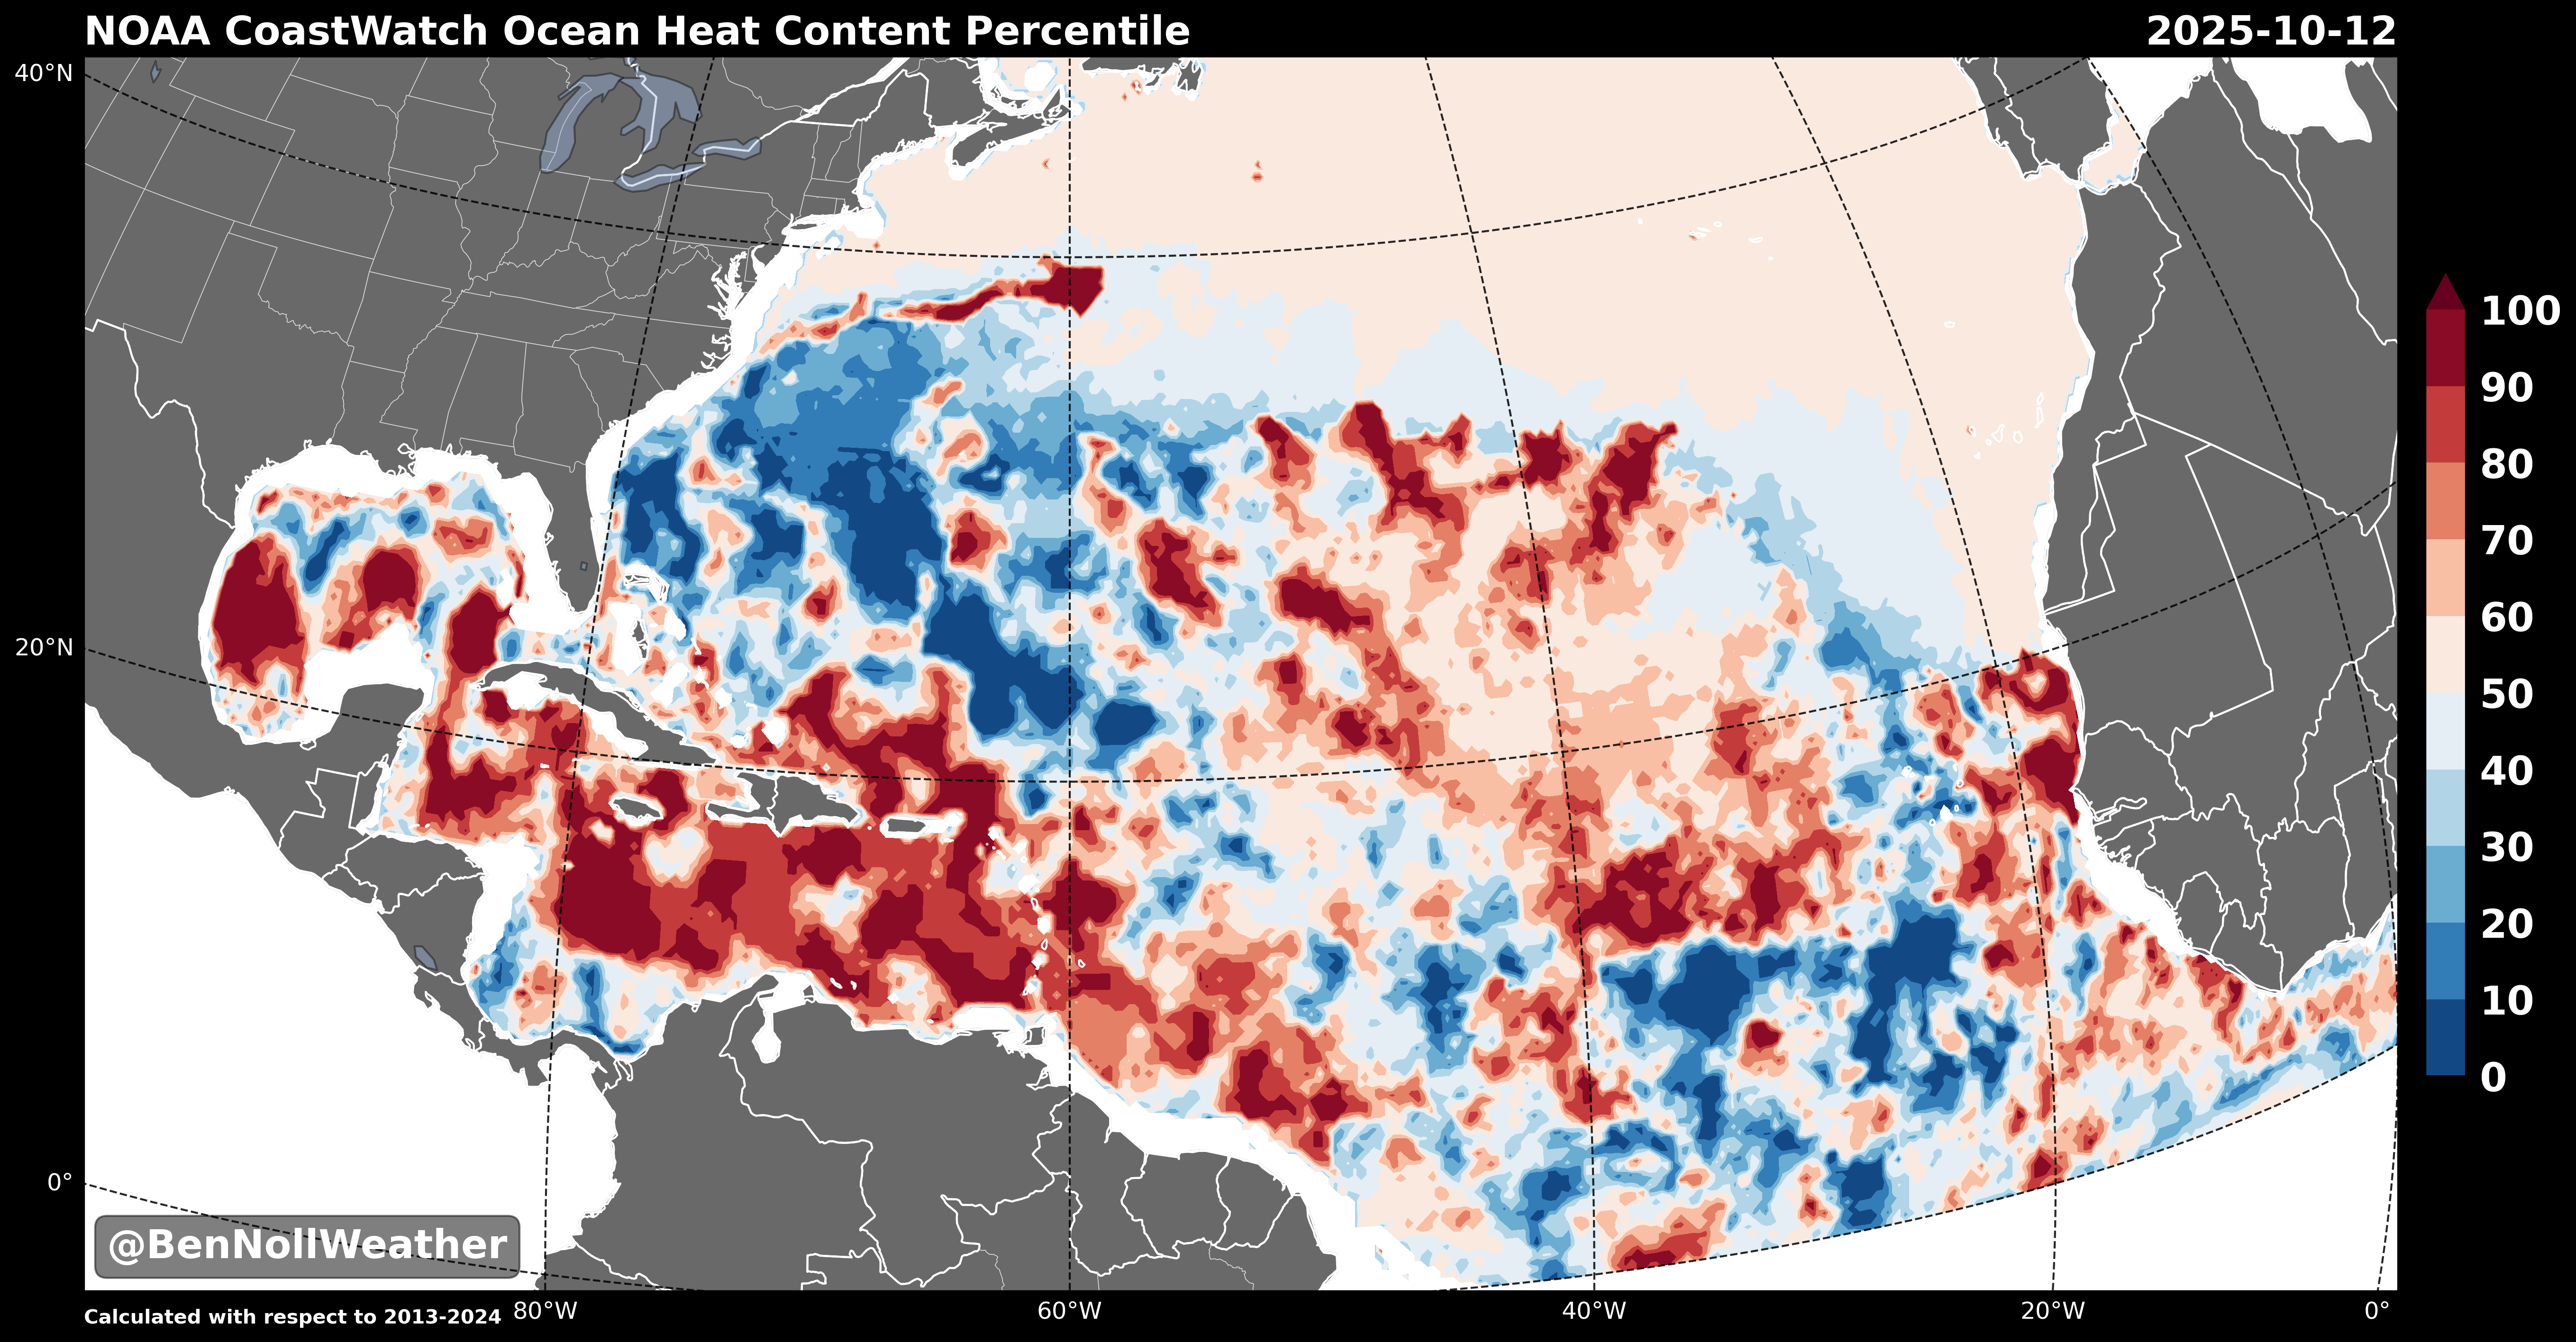 NOAA CoastWatch Ocean Heat Content Percentile 2025-10-12
40°N
100
90
80
70
20°N
60
50
40
30
20
10
0
0°
@BenNollWeather
Calculated with respect to 2013-2024 80°W 60°W 40°W 20°W 0°